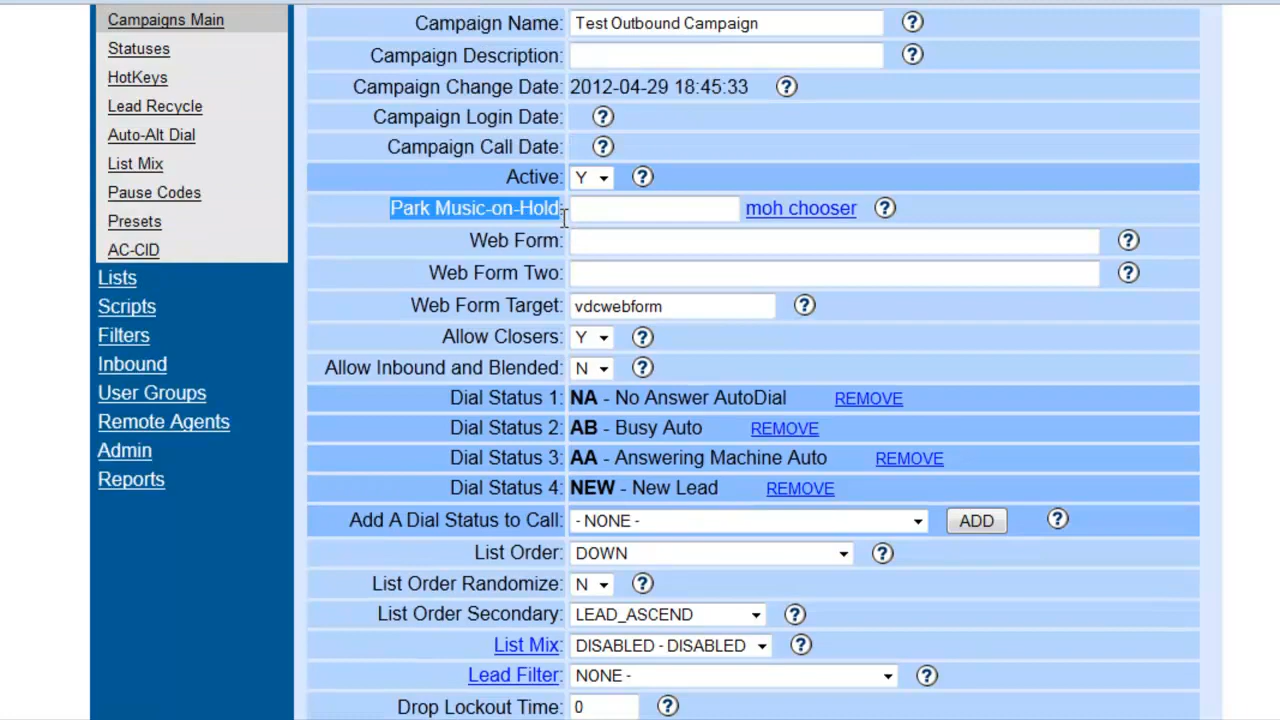 Campaigns Main
Statuses
HotKeys
Lead Recycle
Auto-Alt Dial
List Mix
Pause Codes
Presets
AC-CID
Lists
Scripts
Filters
Inbound
User Groups
Remote Agents
Admin
Reports
Campaign Name: Test Outbound Campaign ?
Campaign Description: ?
Campaign Change Date: 2012-04-29 18:45:33 ?
Campaign Login Date: ?
Campaign Call Date: ?
Active: Y ?
Park Music-on-Hold: moh chooser ?
Web Form: ?
Web Form Two: ?
Web Form Target: vdcwebform ?
Allow Closers: Y ?
Allow Inbound and Blended: N ?
Dial Status 1: NA - No Answer AutoDial REMOVE
Dial Status 2: AB - Busy Auto REMOVE
Dial Status 3: AA - Answering Machine Auto REMOVE
Dial Status 4: NEW - New Lead REMOVE
Add A Dial Status to Call: - NONE - ADD ?
List Order: DOWN ?
List Order Randomize: N ?
List Order Secondary: LEAD_ASCEND ?
List Mix: DISABLED - DISABLED ?
Lead Filter: NONE - ?
Drop Lockout Time: 0 ?